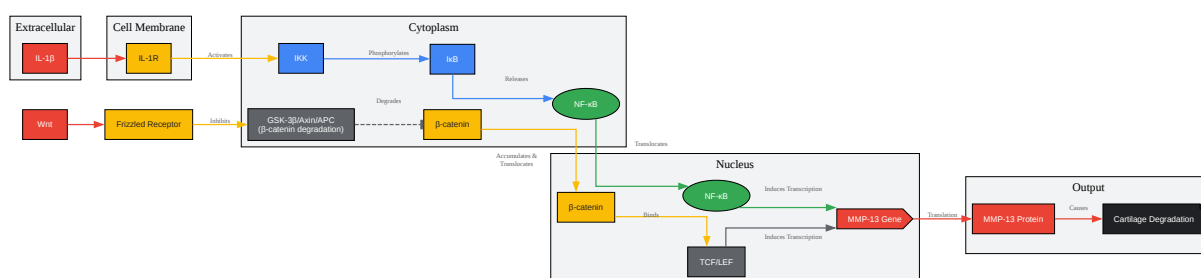 Extracellular
Cell Membrane
Cytoplasm
IL-1β
IL-1R
Activates
IKK
Phosphorylates
IκB
Releases
NF-κB
Wnt
Frizzled Receptor
Inhibits
GSK-3β/Axin/APC
(β-catenin degradation)
Degrades
β-catenin
Translocates
Accumulates &
Translocates
Nucleus
β-catenin
Binds
NF-κB
Induces Transcription
TCF/LEF
Induces Transcription
MMP-13 Gene
Translation
Output
MMP-13 Protein
Causes
Cartilage Degradation